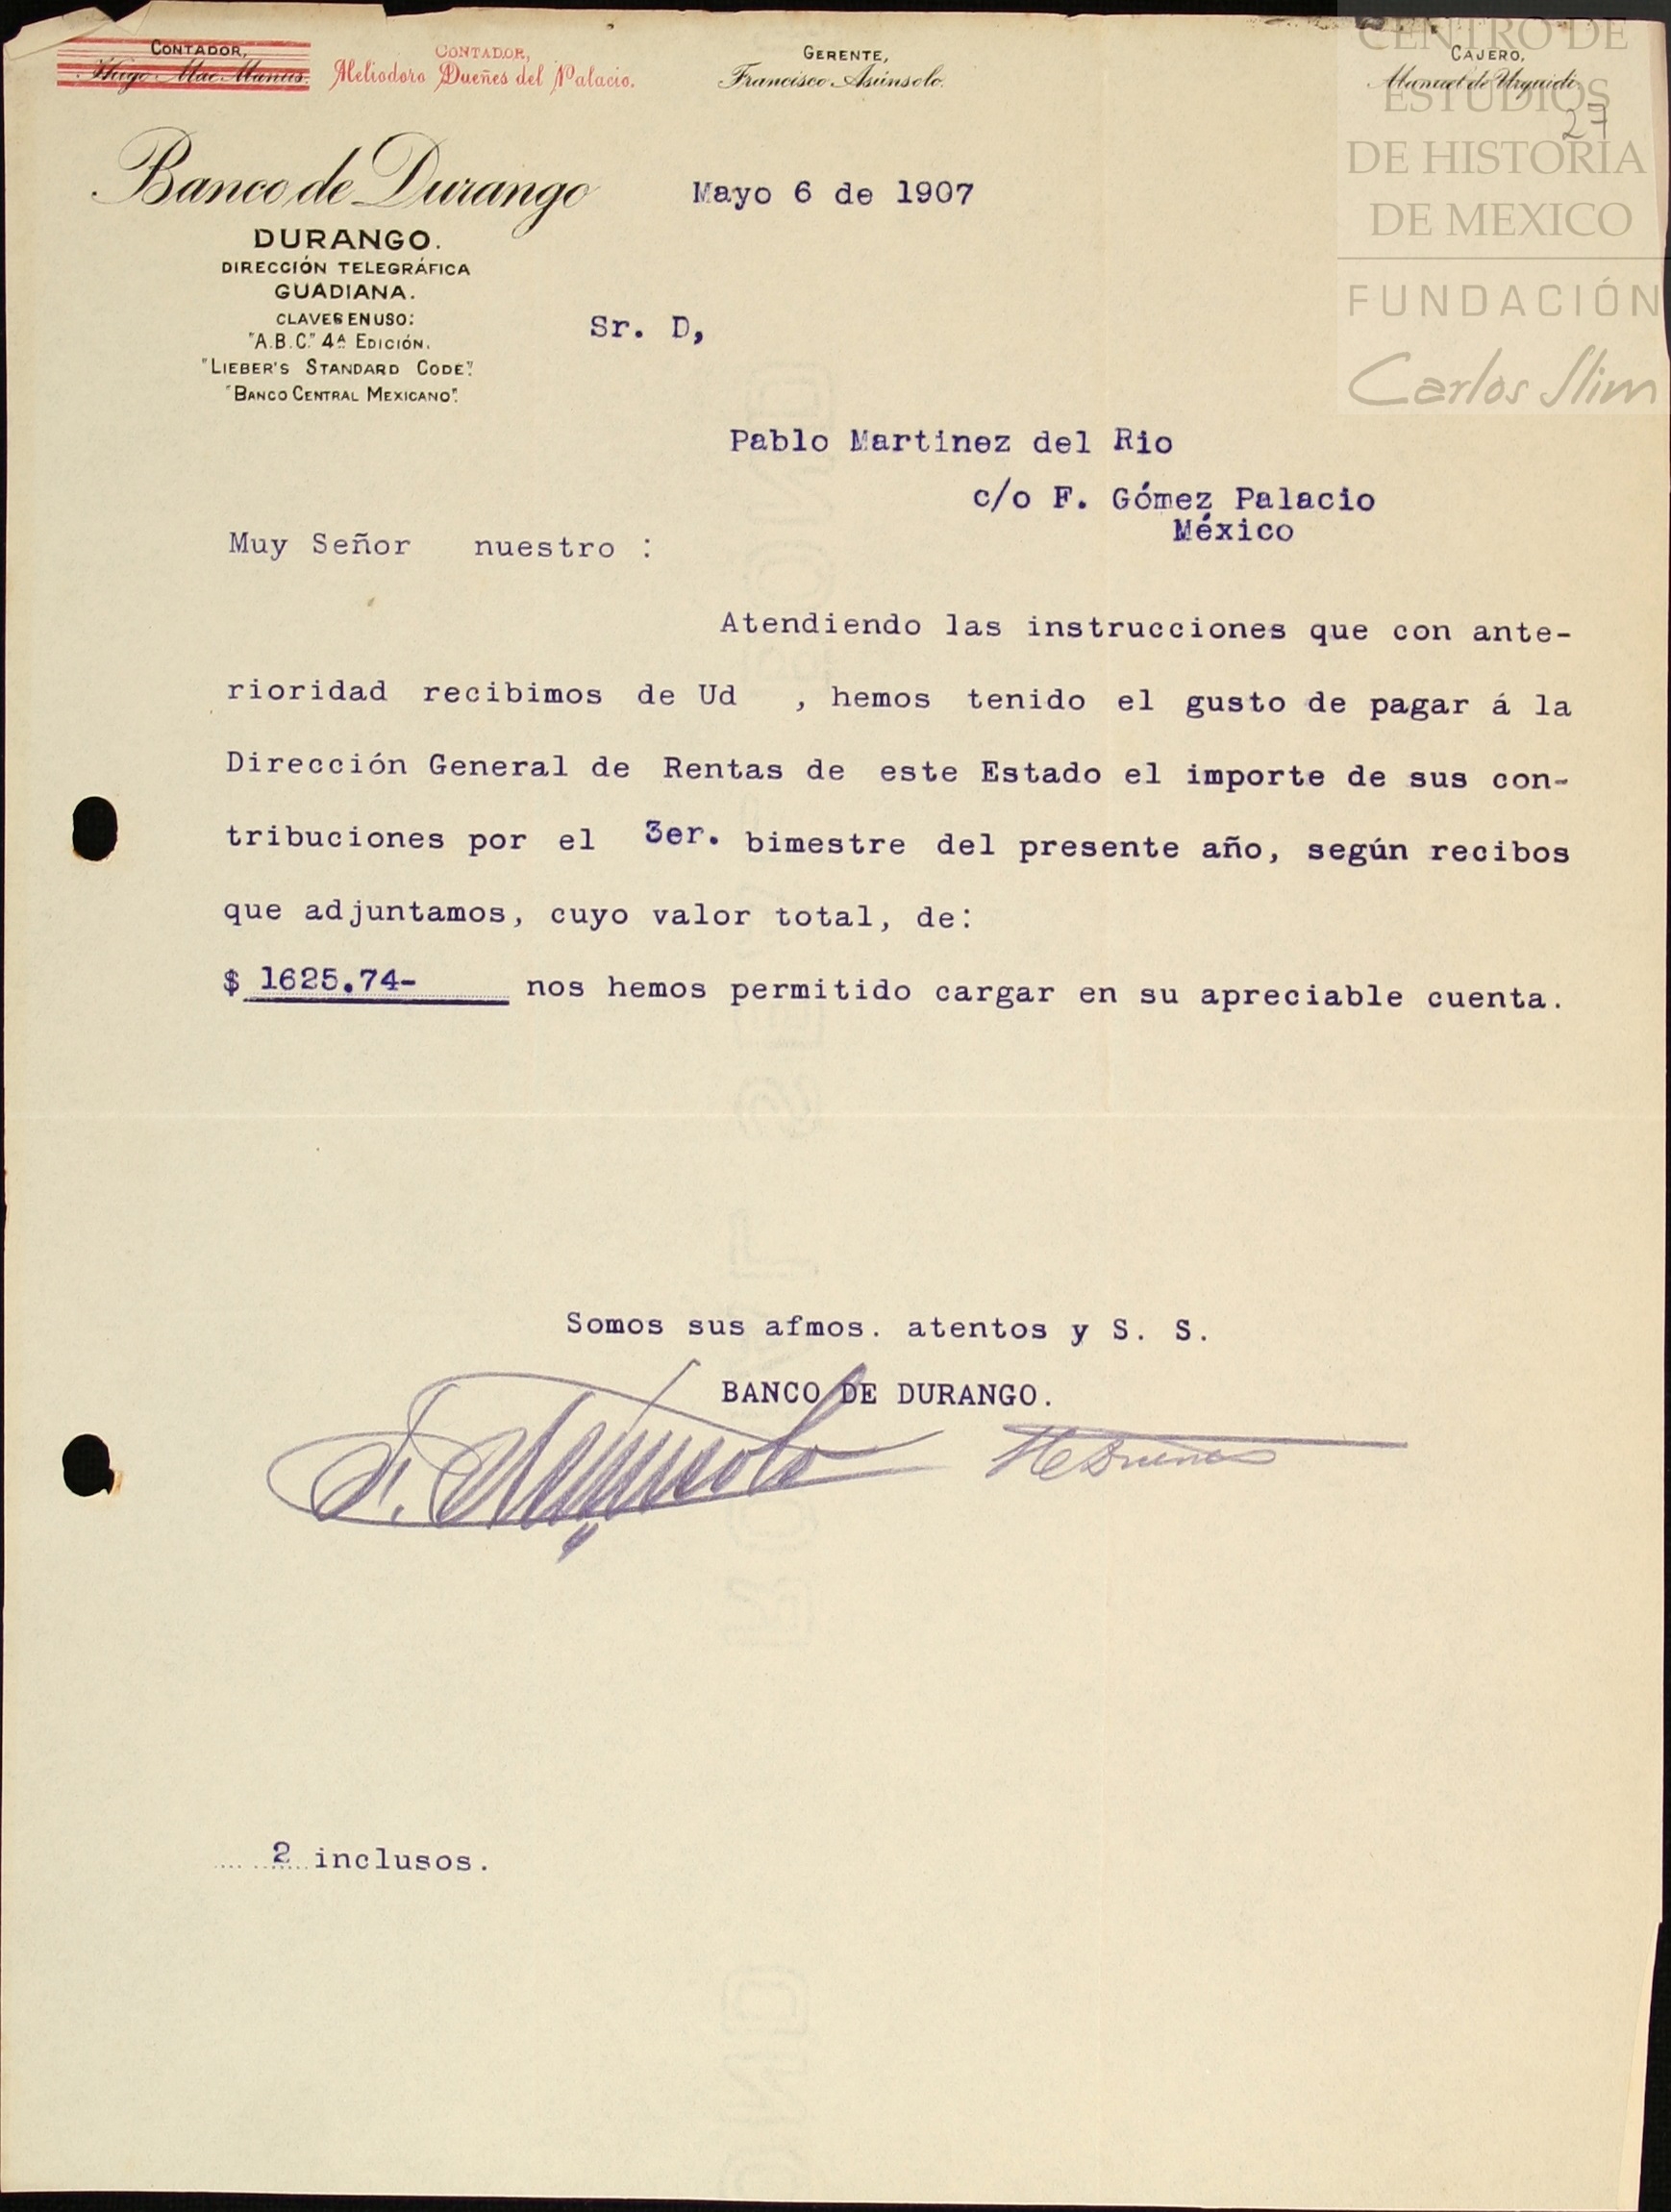 CONTADOR,
Hugo Mac Manus.
CONTADOR,
Heliodoro Dueñes del Palacio.
GERENTE,
Francisco Asúnsolo.
CAJERO,
Manuel de Urquidi.
27
CENTRO DE
ESTUDIOS
DE HISTORIA
DE MEXICO
FUNDACIÓN
Carlos Slim
Banco de Durango
Mayo 6 de 1907
DURANGO.
DIRECCIÓN TELEGRÁFICA
GUADIANA.
CLAVES EN USO:
"A.B.C." 4ª EDICIÓN.
"LIEBER'S STANDARD CODE".
"BANCO CENTRAL MEXICANO".
Sr. D,
Pablo Martinez del Rio
c/o F. Gómez Palacio
México
Muy Señor nuestro :
Atendiendo las instrucciones que con ante-
rioridad recibimos de Ud , hemos tenido el gusto de pagar á la
Dirección General de Rentas de este Estado el importe de sus con-
tribuciones por el 3er. bimestre del presente año, según recibos
que adjuntamos, cuyo valor total, de:
$ 1625.74- nos hemos permitido cargar en su apreciable cuenta.
Somos sus afmos. atentos y S. S.
BANCO DE DURANGO.
F. Asúnsolo
HeDueñes
2 inclusos.